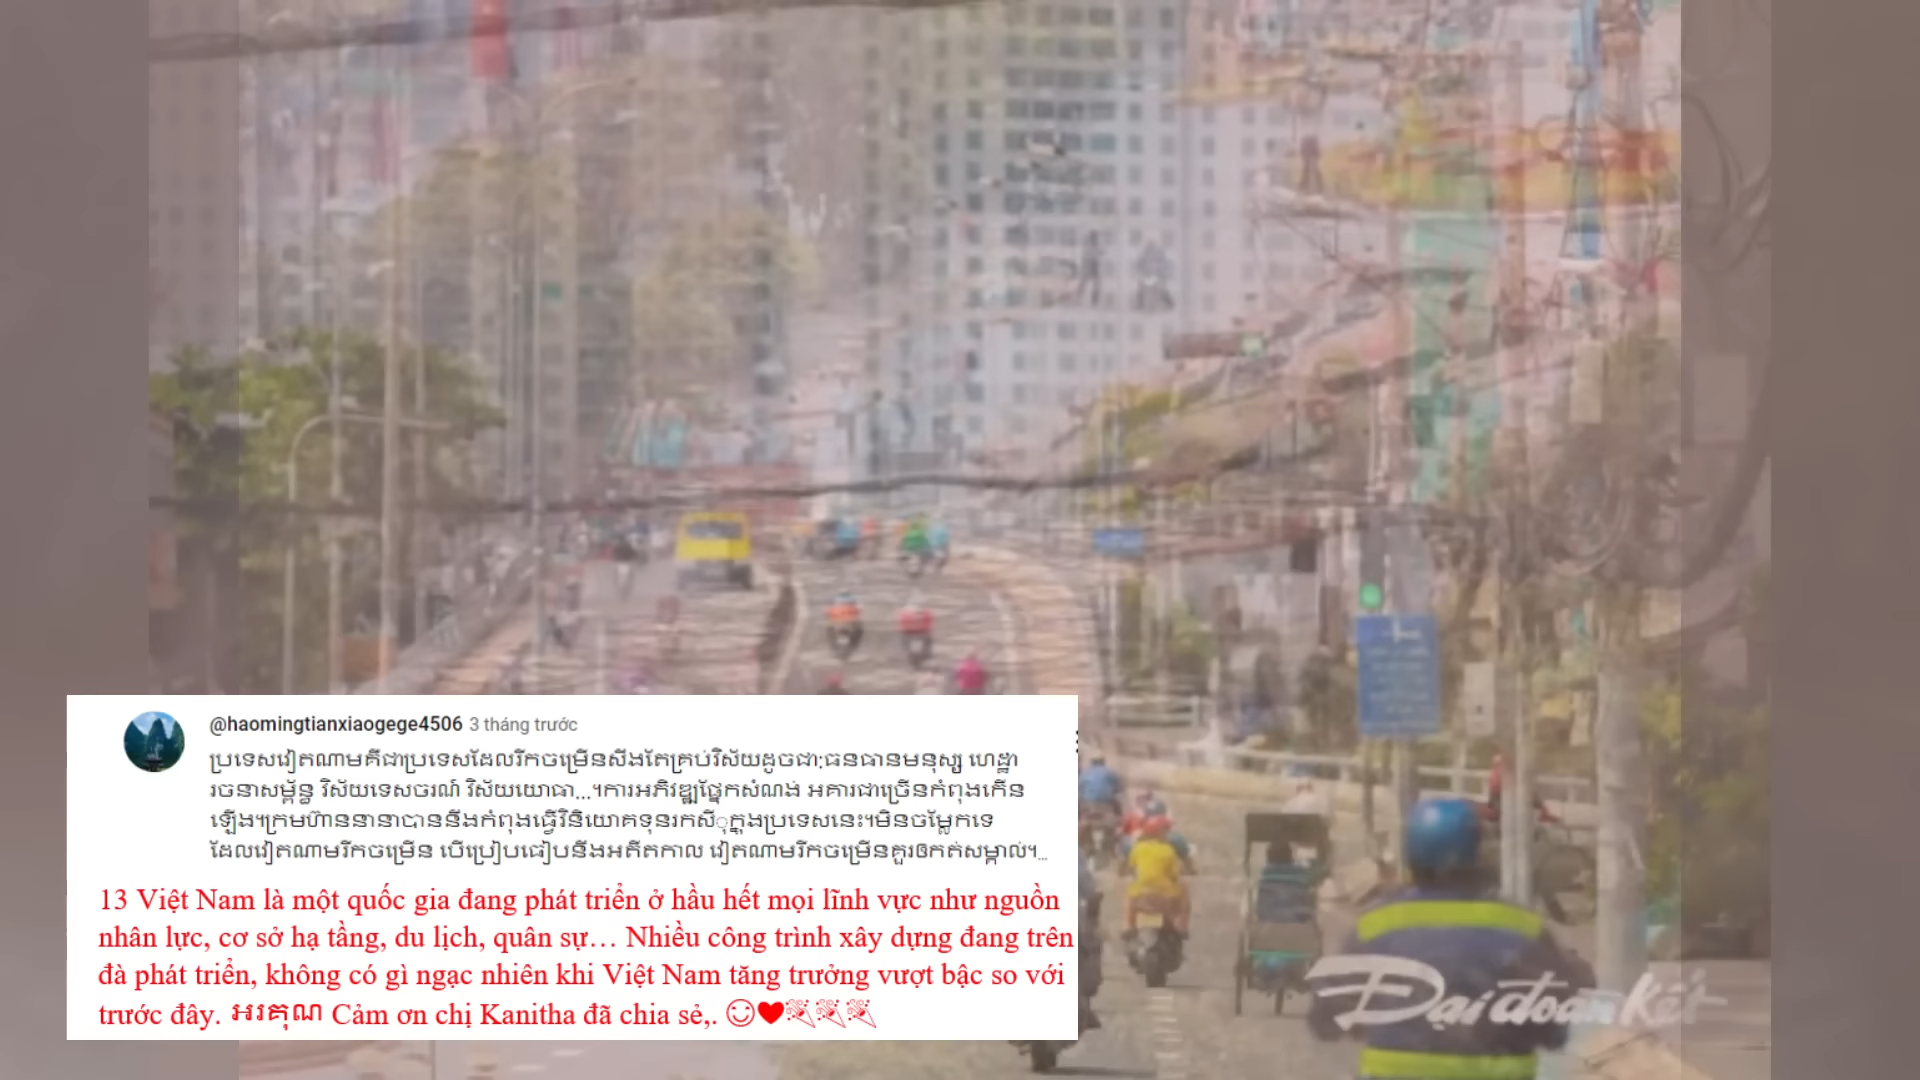 @haomingtianxiaogege4506 3 tháng trước
ប្រទេសវៀតណាមគឺជាប្រទេសដែលរីកចម្រើនសឹងតែគ្រប់វិស័យដូចជា:ធនធានមនុស្ស ហេដ្ឋា
រចនាសម្ព័ន្ធ វិស័យទេសចរណ៍ វិស័យយោធា...។ការអភិវឌ្ឍផ្នែកសំណង់ អគារជាច្រើនកំពុងកើន
ឡើង។ក្រុមហ៊ាននានាបាននឹងកំពុងធ្វើវិនិយោគទុនរកសីុក្នុងប្រទេសនេះ។មិនចម្លែកទេ
ដែលវៀតណាមរីកចម្រើន បើប្រៀបធៀបនឹងអតីតកាល វៀតណាមរីកចម្រើនគួរឲកត់សម្គាល់។...
13 Việt Nam là một quốc gia đang phát triển ở hầu hết mọi lĩnh vực như nguồn
nhân lực, cơ sở hạ tầng, du lịch, quân sự… Nhiều công trình xây dựng đang trên
đà phát triển, không có gì ngạc nhiên khi Việt Nam tăng trưởng vượt bậc so với
trước đây. អរគុណ Cảm ơn chị Kanitha đã chia sẻ,. ☺♥🎉🎉🎉
Đại đoàn kết